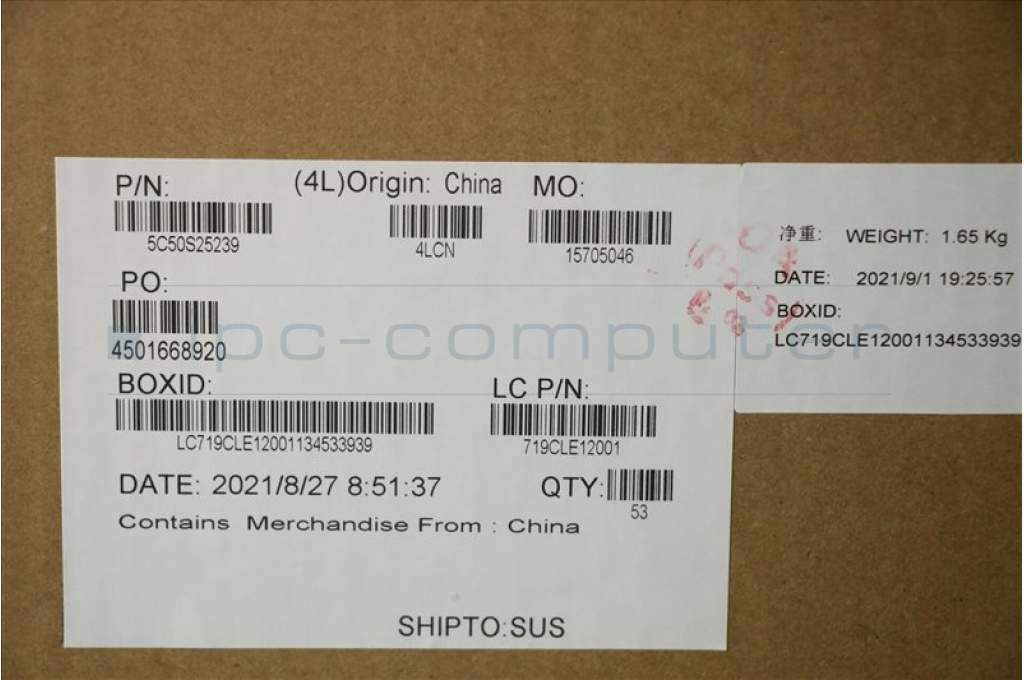 P/N: (4L)Origin: China MO:
5C50S25239 4LCN 15705046
PO:
4501668920
BOXID: LC P/N:
LC719CLE12001134533939 719CLE12001
DATE: 2021/8/27 8:51:37 QTY:
53
Contains Merchandise From : China
SHIPTO:SUS
净重: WEIGHT: 1.65 Kg
DATE: 2021/9/1 19:25:57
BOXID:
LC719CLE12001134533939
pc-computer